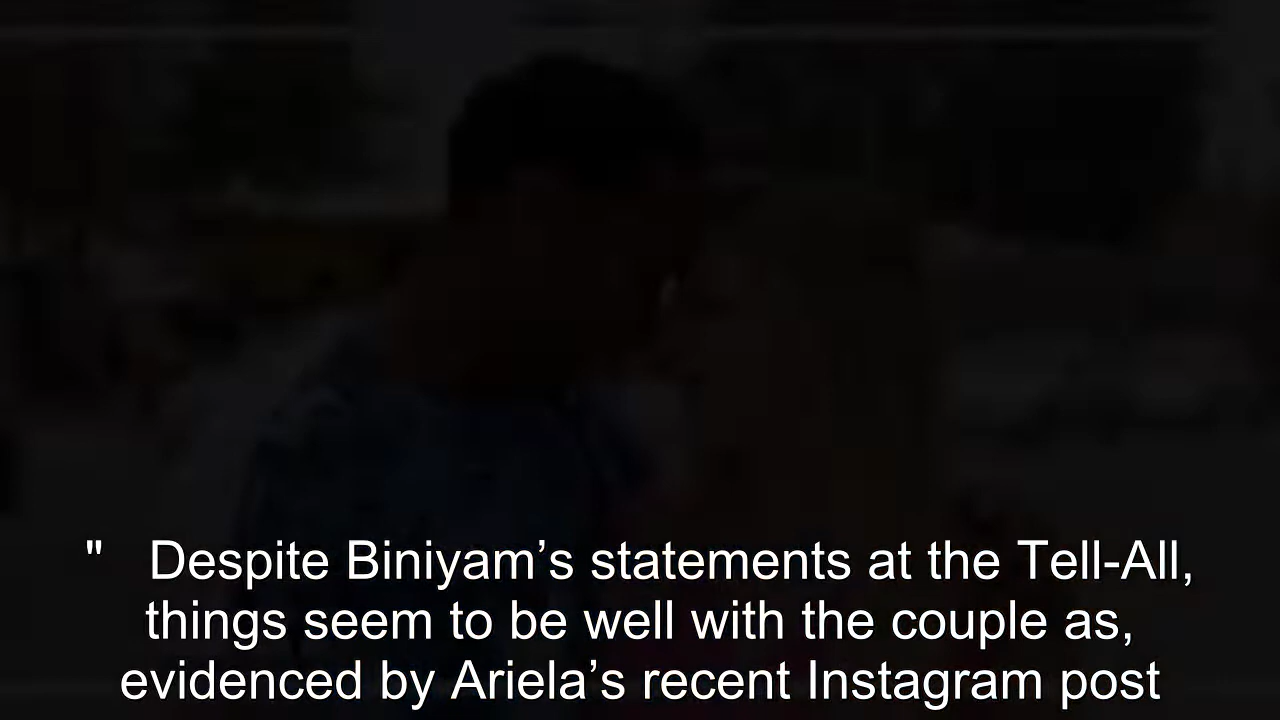 " Despite Biniyam’s statements at the Tell-All,
things seem to be well with the couple as,
evidenced by Ariela’s recent Instagram post